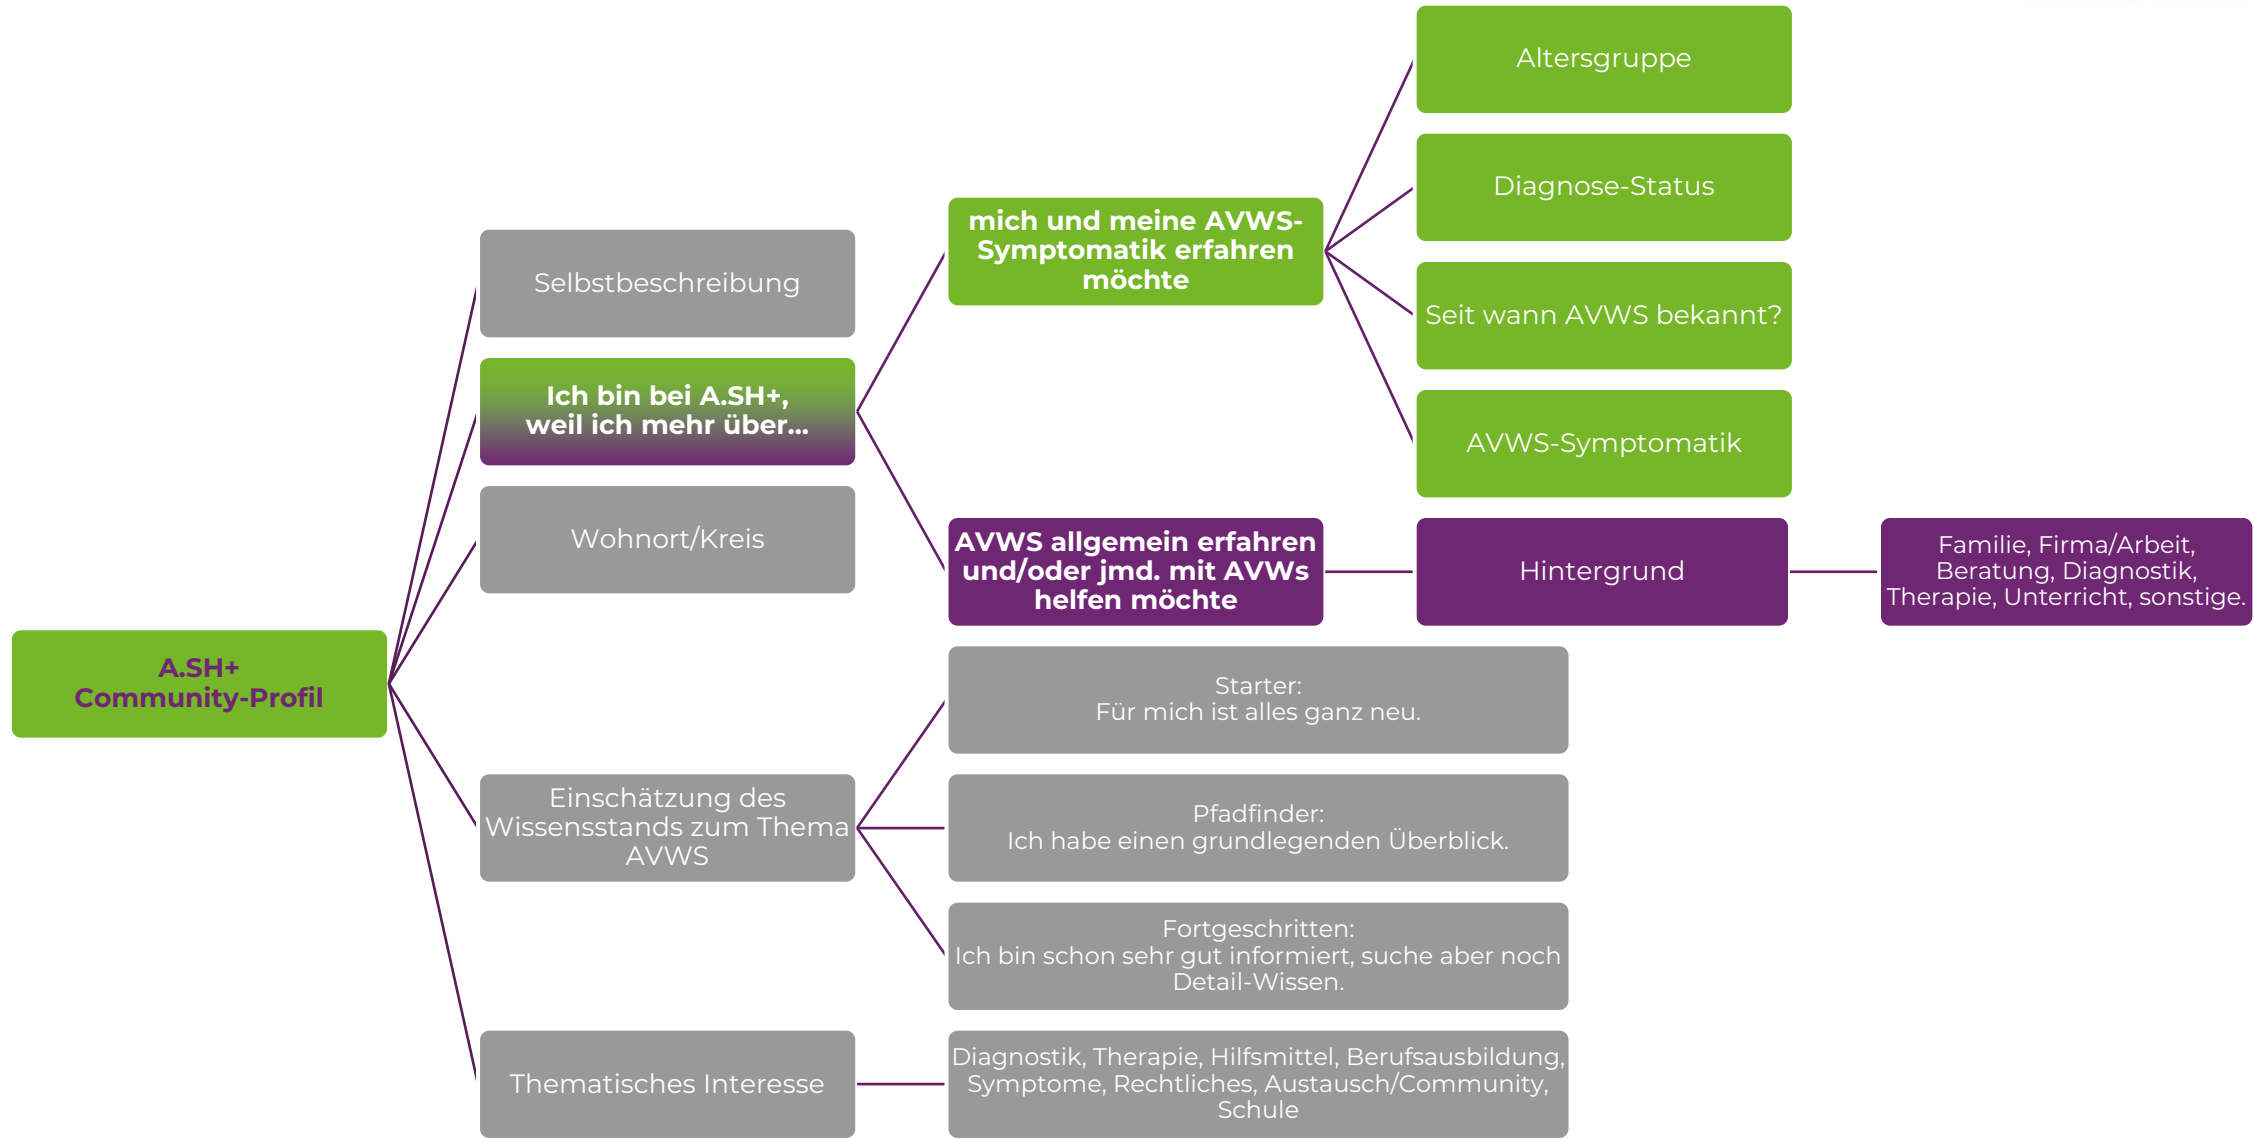 A.SH+
Community-Profil
Selbstbeschreibung
Ich bin bei A.SH+,
weil ich mehr über...
mich und meine AVWS-
Symptomatik erfahren
möchte
Altersgruppe
Diagnose-Status
Seit wann AVWS bekannt?
AVWS-Symptomatik
AVWS allgemein erfahren
und/oder jmd. mit AVWs
helfen möchte
Hintergrund
Familie, Firma/Arbeit,
Beratung, Diagnostik,
Therapie, Unterricht, sonstige.
Wohnort/Kreis
Einschätzung des
Wissensstands zum Thema
AVWS
Starter:
Für mich ist alles ganz neu.
Pfadfinder:
Ich habe einen grundlegenden Überblick.
Fortgeschritten:
Ich bin schon sehr gut informiert, suche aber noch
Detail-Wissen.
Thematisches Interesse
Diagnostik, Therapie, Hilfsmittel, Berufsausbildung,
Symptome, Rechtliches, Austausch/Community,
Schule